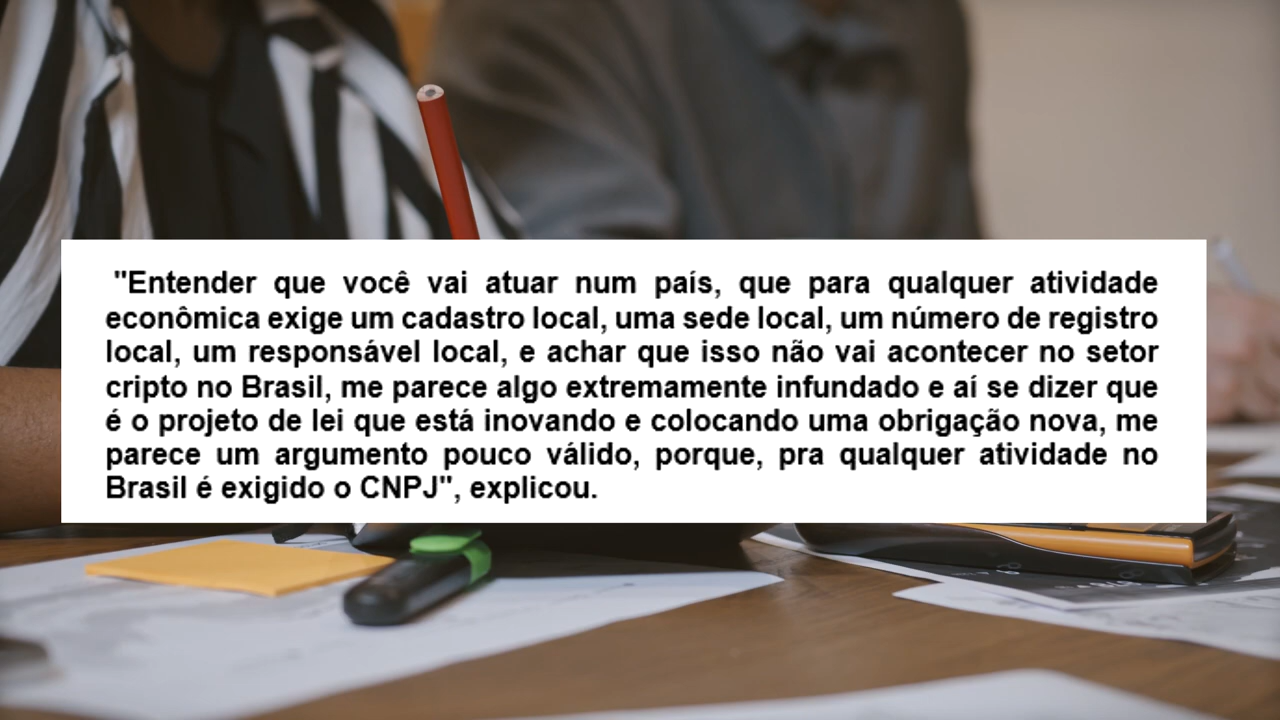 "Entender que você vai atuar num país, que para qualquer atividade
econômica exige um cadastro local, uma sede local, um número de registro
local, um responsável local, e achar que isso não vai acontecer no setor
cripto no Brasil, me parece algo extremamente infundado e aí se dizer que
é o projeto de lei que está inovando e colocando uma obrigação nova, me
parece um argumento pouco válido, porque, pra qualquer atividade no
Brasil é exigido o CNPJ", explicou.